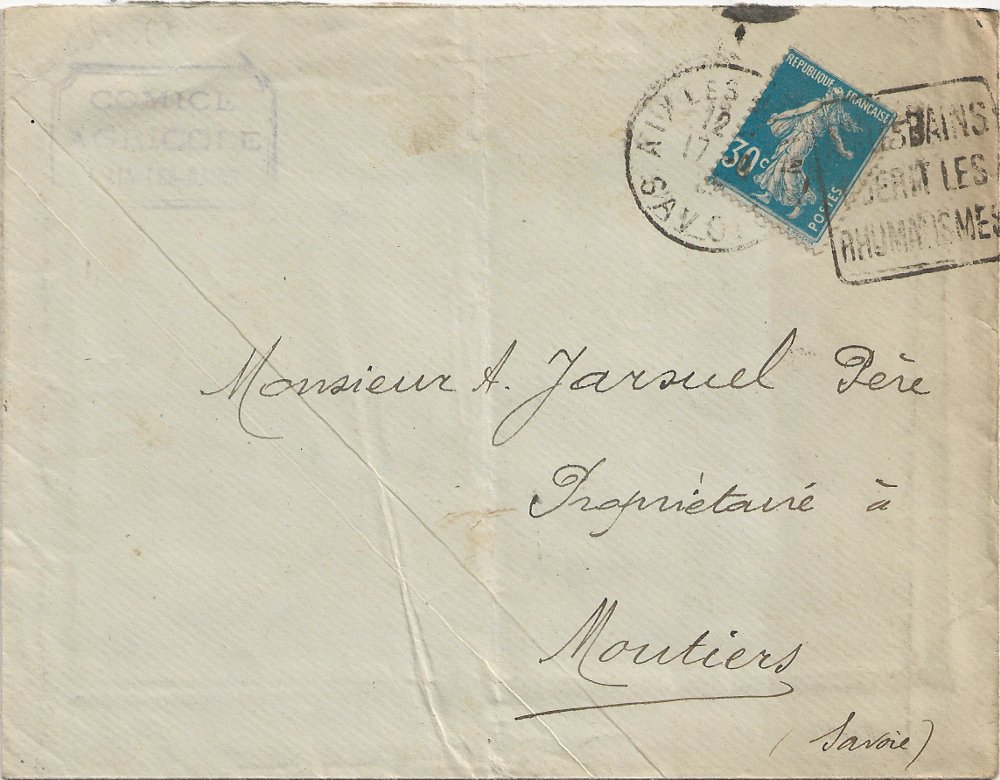 COMICE
AGRICOLE
AIX LES
SAVOI
12
17
REPUBLIQUE FRANÇAISE
30c
POSTES
BAINS
LES
RHUMATISMES
Monsieur A. Jarsuel Père
Propriétaire à
Moutiers
(Savoie)